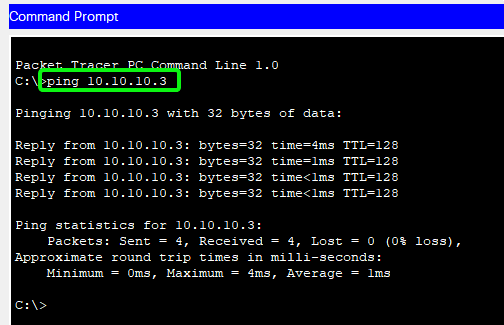 Command Prompt
Packet Tracer PC Command Line 1.0
C:\>ping 10.10.10.3
Pinging 10.10.10.3 with 32 bytes of data:
Reply from 10.10.10.3: bytes=32 time=4ms TTL=128
Reply from 10.10.10.3: bytes=32 time=1ms TTL=128
Reply from 10.10.10.3: bytes=32 time<1ms TTL=128
Reply from 10.10.10.3: bytes=32 time<1ms TTL=128
Ping statistics for 10.10.10.3:
Packets: Sent = 4, Received = 4, Lost = 0 (0% loss),
Approximate round trip times in milli-seconds:
Minimum = 0ms, Maximum = 4ms, Average = 1ms
C:\>